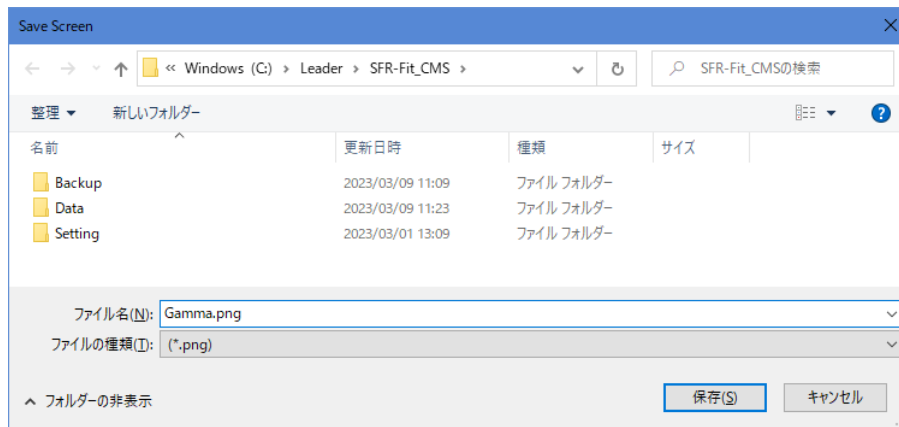 Save Screen
« Windows (C:) › Leader › SFR-Fit_CMS ›
SFR-Fit_CMSの検索
整理 新しいフォルダー
名前 更新日時 種類 サイズ
Backup 2023/03/09 11:09 ファイル フォルダー
Data 2023/03/09 11:23 ファイル フォルダー
Setting 2023/03/01 13:09 ファイル フォルダー
ファイル名(N): Gamma.png
ファイルの種類(T): (*.png)
フォルダーの非表示 保存(S) キャンセル